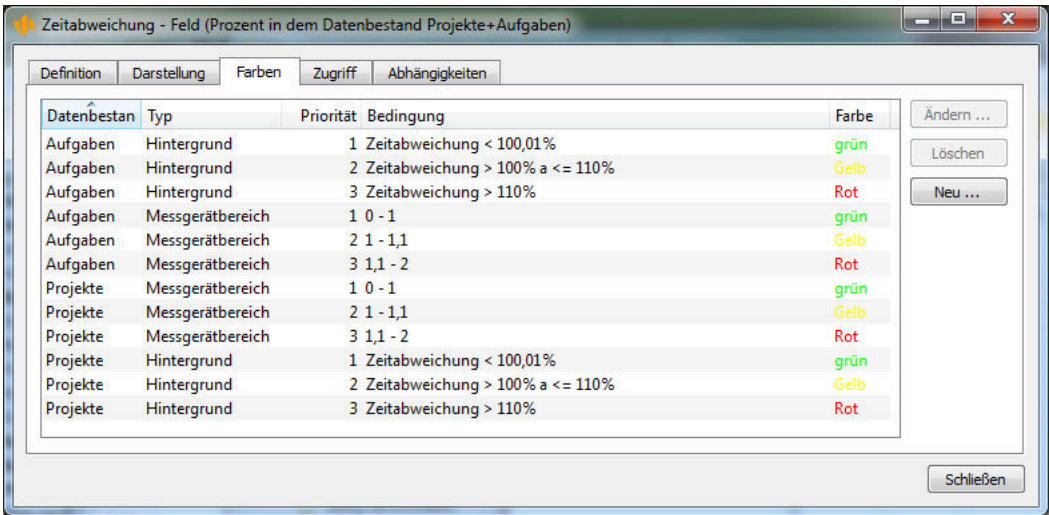 Zeitabweichung - Feld (Prozent in dem Datenbestand Projekte+Aufgaben)
Definition Darstellung Farben Zugriff Abhängigkeiten
Datenbestan Typ Priorität Bedingung Farbe
Aufgaben Hintergrund 1 Zeitabweichung < 100,01% grün
Aufgaben Hintergrund 2 Zeitabweichung > 100% a <= 110% Gelb
Aufgaben Hintergrund 3 Zeitabweichung > 110% Rot
Aufgaben Messgerätbereich 1 0 - 1 grün
Aufgaben Messgerätbereich 2 1 - 1,1 Gelb
Aufgaben Messgerätbereich 3 1,1 - 2 Rot
Projekte Messgerätbereich 1 0 - 1 grün
Projekte Messgerätbereich 2 1 - 1,1 Gelb
Projekte Messgerätbereich 3 1,1 - 2 Rot
Projekte Hintergrund 1 Zeitabweichung < 100,01% grün
Projekte Hintergrund 2 Zeitabweichung > 100% a <= 110% Gelb
Projekte Hintergrund 3 Zeitabweichung > 110% Rot
Ändern ...
Löschen
Neu ...
Schließen